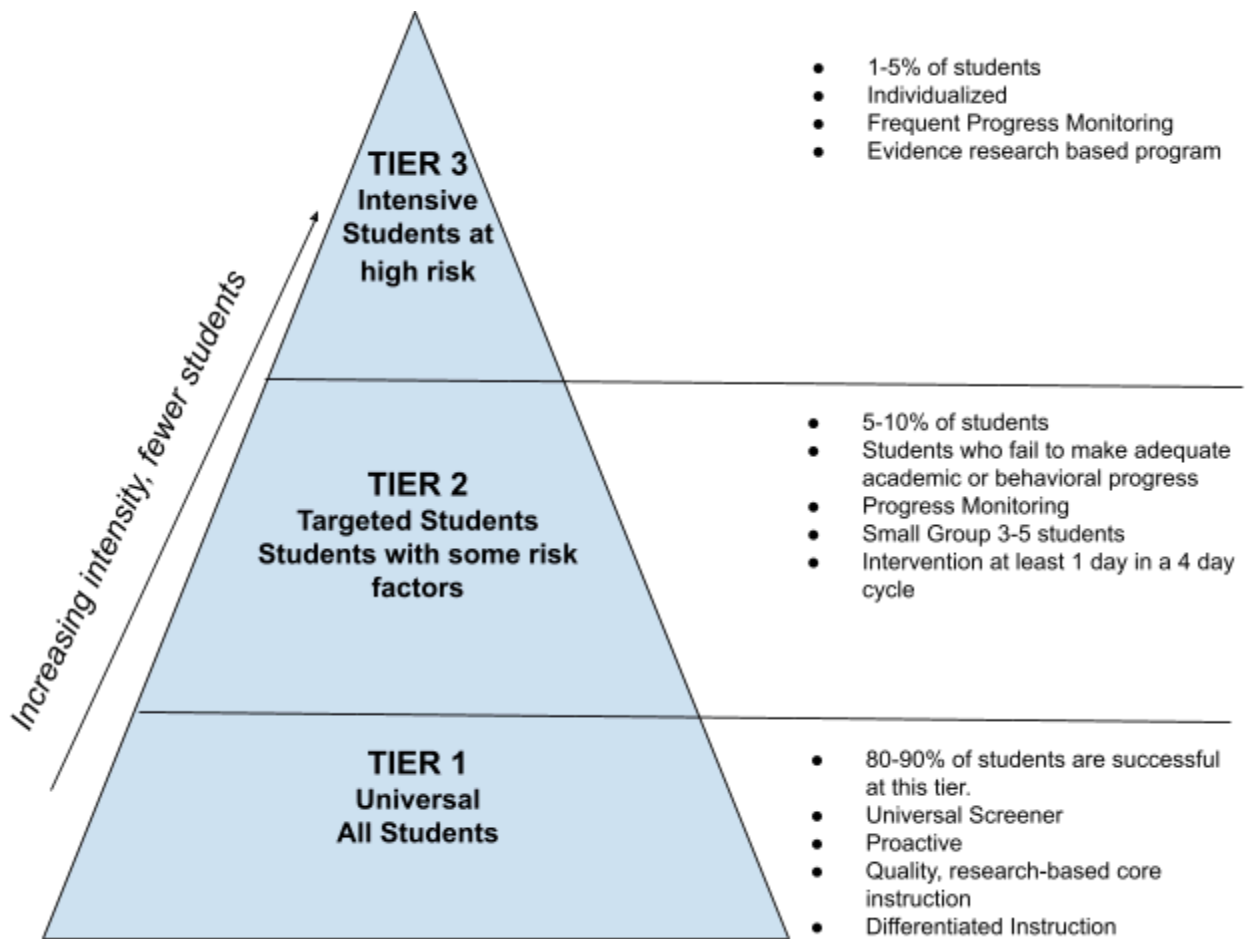 ● 1-5% of students
● Individualized
● Frequent Progress Monitoring
● Evidence research based program
TIER 3
Intensive
Students at
high risk
Increasing intensity, fewer students
● 5-10% of students
● Students who fail to make adequate
academic or behavioral progress
● Progress Monitoring
● Small Group 3-5 students
● Intervention at least 1 day in a 4 day
cycle
TIER 2
Targeted Students
Students with some risk
factors
TIER 1
Universal
All Students
● 80-90% of students are successful
at this tier.
● Universal Screener
● Proactive
● Quality, research-based core
instruction
● Differentiated Instruction